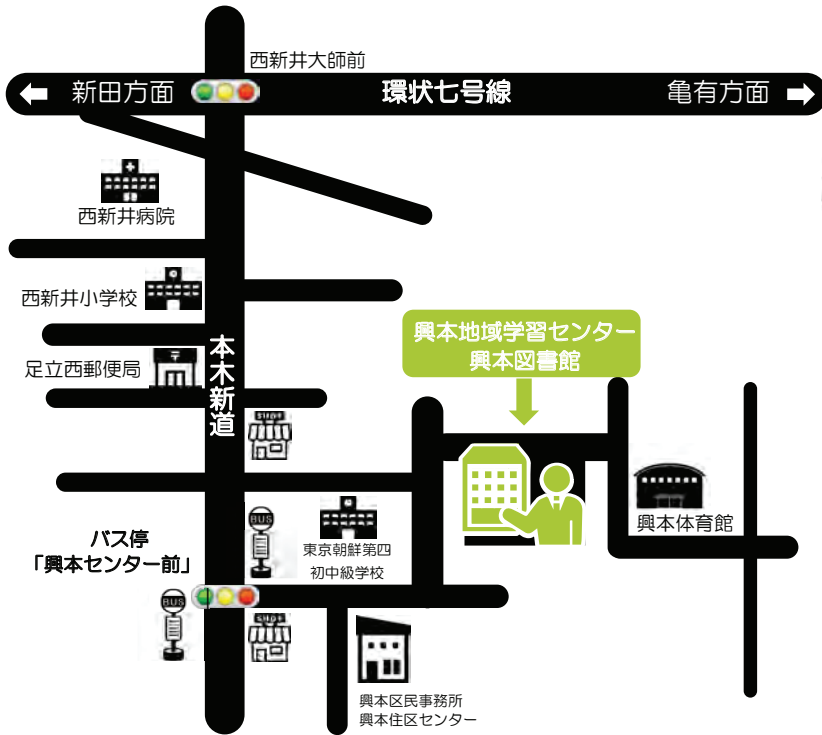 西新井大師前
新田方面
環状七号線
亀有方面
西新井病院
西新井小学校
興本地域学習センター
興本図書館
足立西郵便局
本木新道
SHOP
バス停
「興本センター前」
BUS
東京朝鮮第四
初中級学校
興本体育館
BUS
SHOP
興本区民事務所
興本住区センター